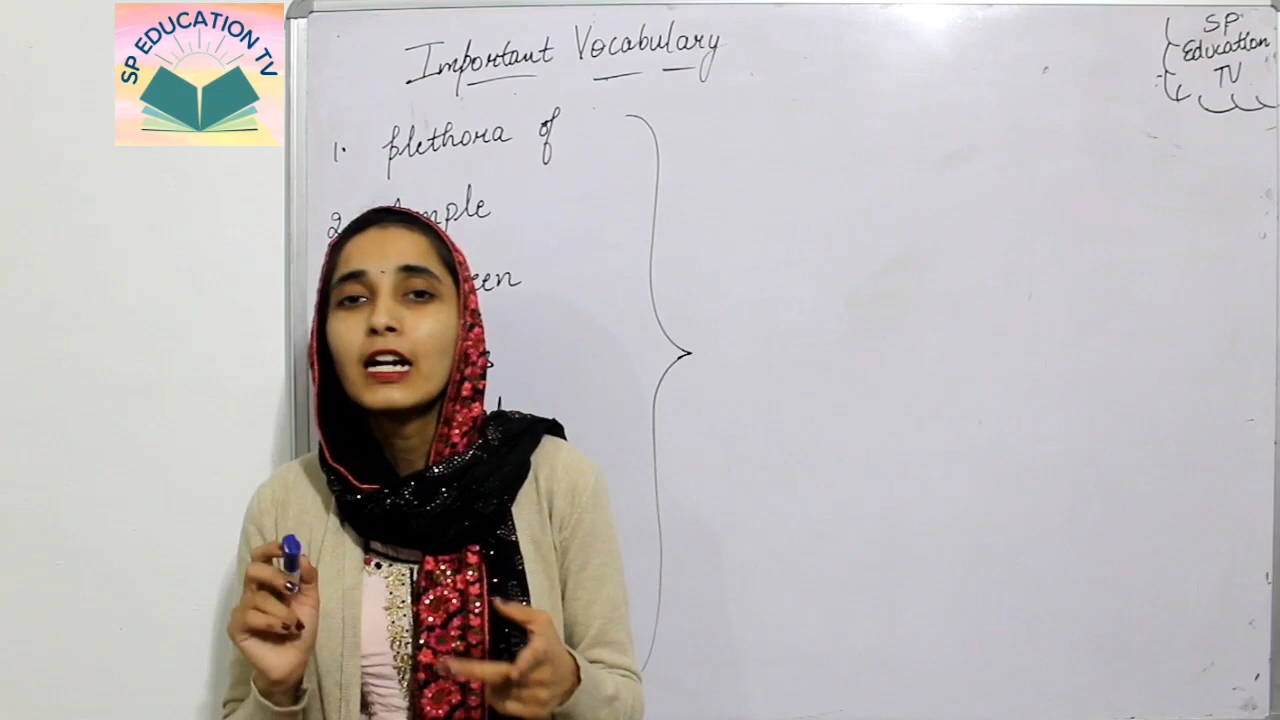 SP EDUCATION TV
Important Vocabulary
SP
Education
TV
1. plethora of
2. Ample